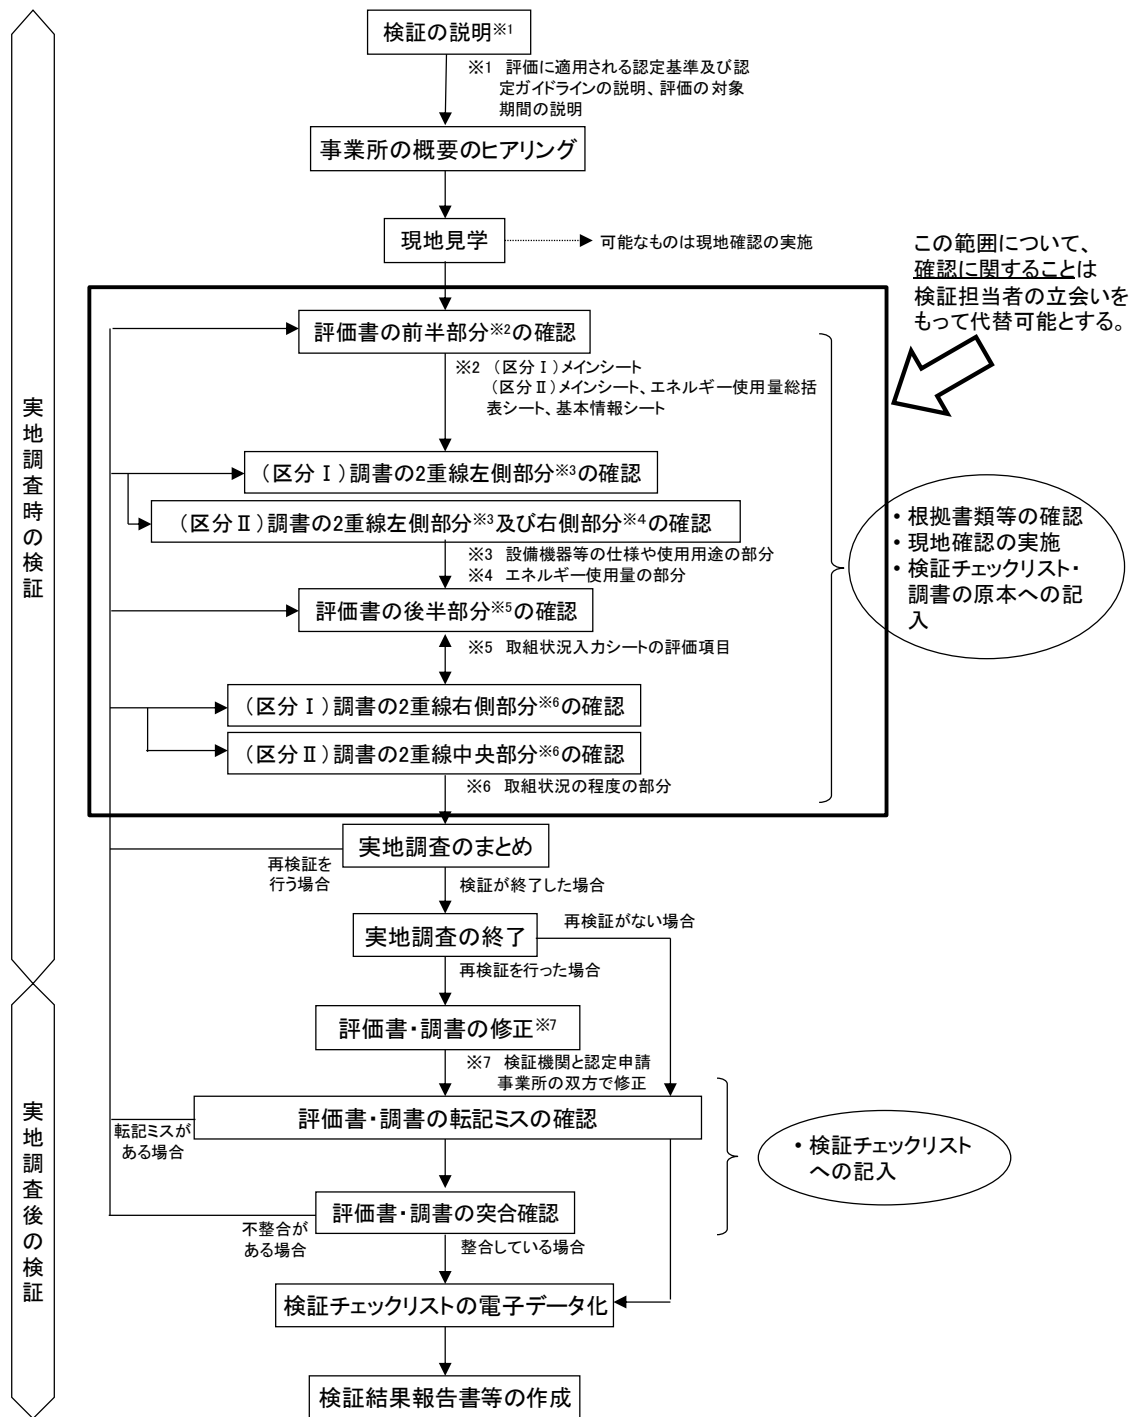 検証の説明※1
※1 評価に適用される認定基準及び認
定ガイドラインの説明、評価の対象
期間の説明
事業所の概要のヒアリング
現地見学
可能なものは現地確認の実施
この範囲について、
確認に関することは
検証担当者の立会いを
もって代替可能とする。
評価書の前半部分※2の確認
※2 (区分Ⅰ)メインシート
(区分Ⅱ)メインシート、エネルギー使用量総括
表シート、基本情報シート
(区分Ⅰ)調書の2重線左側部分※3の確認
(区分Ⅱ)調書の2重線左側部分※3及び右側部分※4の確認
※3 設備機器等の仕様や使用用途の部分
※4 エネルギー使用量の部分
評価書の後半部分※5の確認
※5 取組状況入力シートの評価項目
(区分Ⅰ)調書の2重線右側部分※6の確認
(区分Ⅱ)調書の2重線中央部分※6の確認
※6 取組状況の程度の部分
・根拠書類等の確認
・現地確認の実施
・検証チェックリスト・
調書の原本への記
入
実地調査時の検証
実地調査のまとめ
再検証を
行う場合
検証が終了した場合
実地調査の終了
再検証がない場合
再検証を行った場合
評価書・調書の修正※7
※7 検証機関と認定申請
事業所の双方で修正
評価書・調書の転記ミスの確認
転記ミスが
ある場合
評価書・調書の突合確認
不整合が
ある場合
整合している場合
・検証チェックリスト
への記入
検証チェックリストの電子データ化
検証結果報告書等の作成
実地調査後の検証